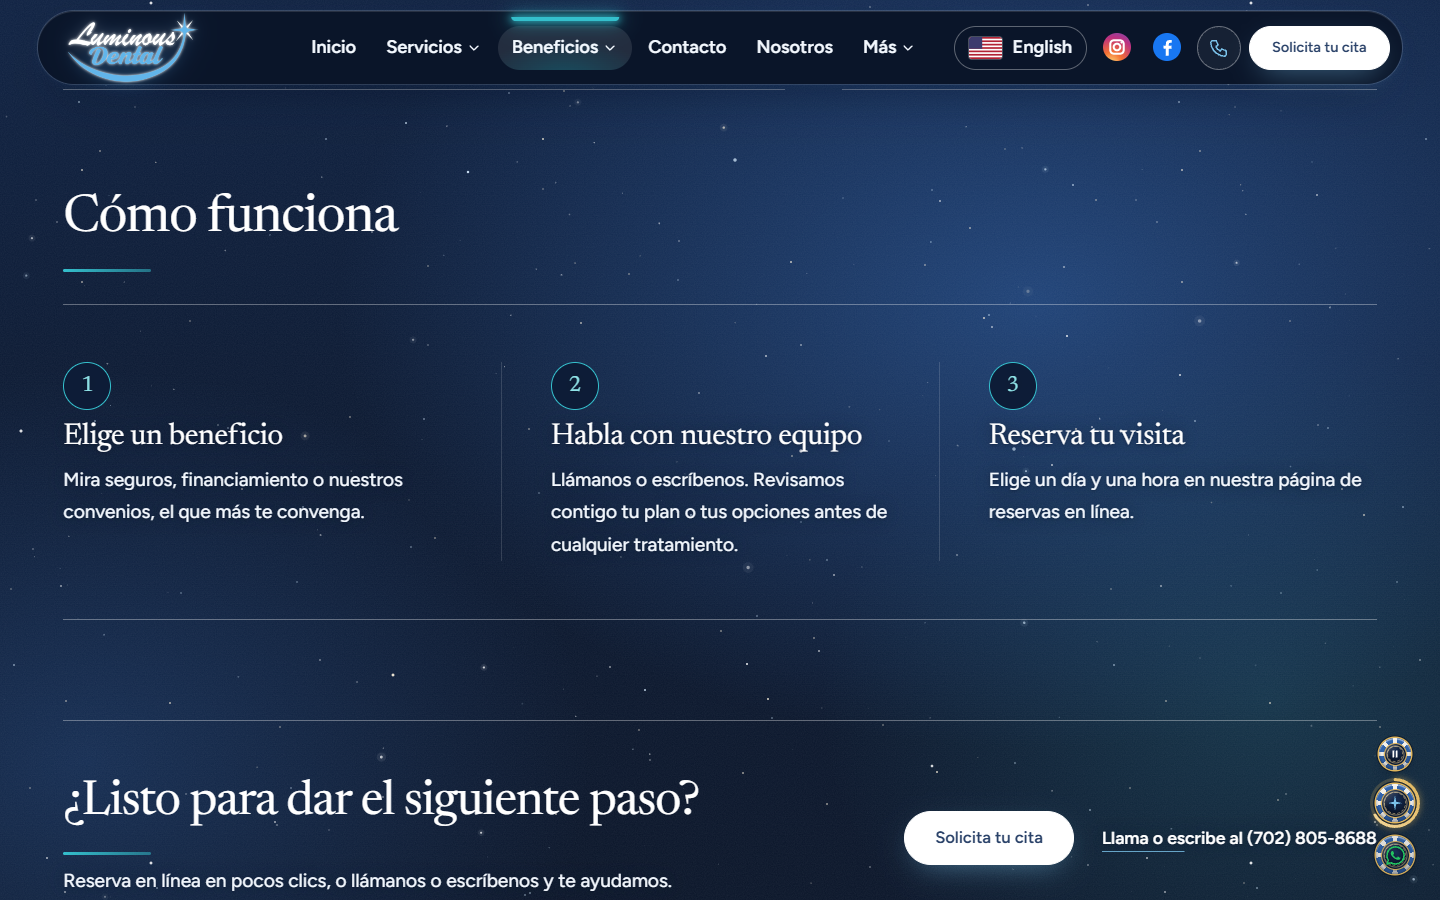 Luminous
Dental
Inicio
Servicios
Beneficios
Contacto
Nosotros
Más
English
Solicita tu cita
Cómo funciona
1
Elige un beneficio
Mira seguros, financiamiento o nuestros
convenios, el que más te convenga.
2
Habla con nuestro equipo
Llámanos o escríbenos. Revisamos
contigo tu plan o tus opciones antes de
cualquier tratamiento.
3
Reserva tu visita
Elige un día y una hora en nuestra página de
reservas en línea.
¿Listo para dar el siguiente paso?
Reserva en línea en pocos clics, o llámanos o escríbenos y te ayudamos.
Solicita tu cita
Llama o escribe al (702) 805-8688